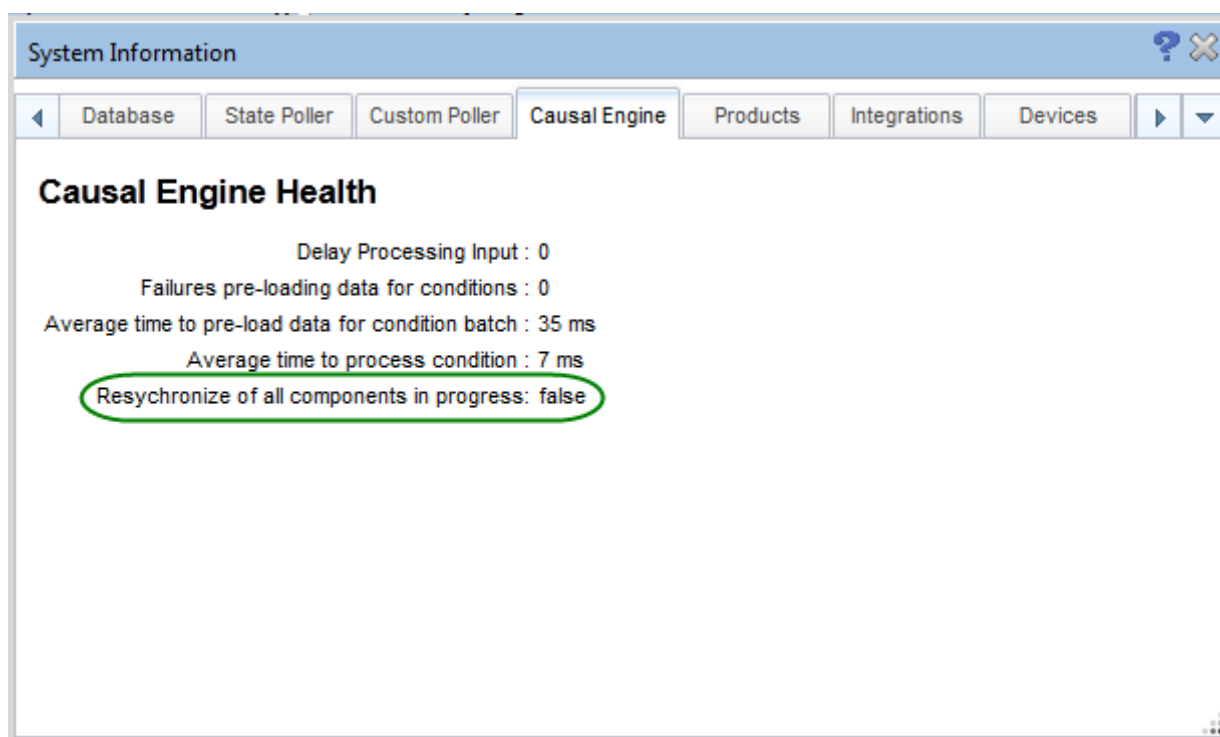 System Information
Database State Poller Custom Poller Causal Engine Products Integrations Devices
Causal Engine Health
Delay Processing Input : 0
Failures pre-loading data for conditions : 0
Average time to pre-load data for condition batch : 35 ms
Average time to process condition : 7 ms
Resychronize of all components in progress: false